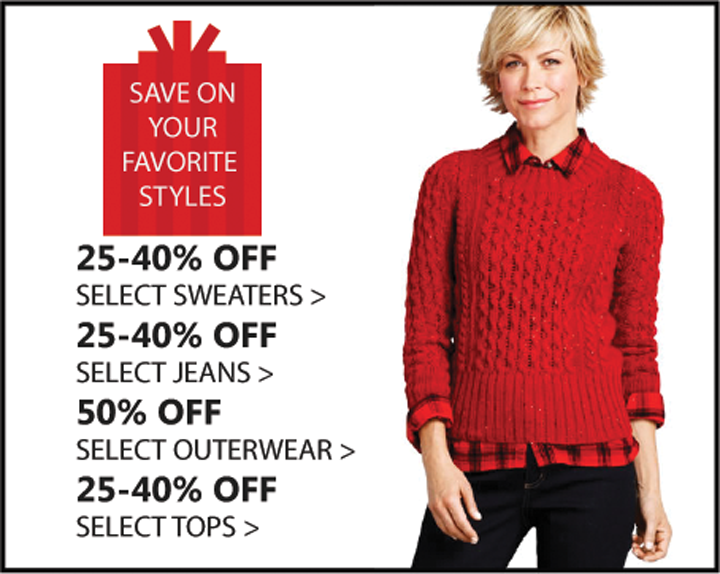 SAVE ON
YOUR
FAVORITE
STYLES
25-40% OFF
SELECT SWEATERS >
25-40% OFF
SELECT JEANS >
50% OFF
SELECT OUTERWEAR >
25-40% OFF
SELECT TOPS >